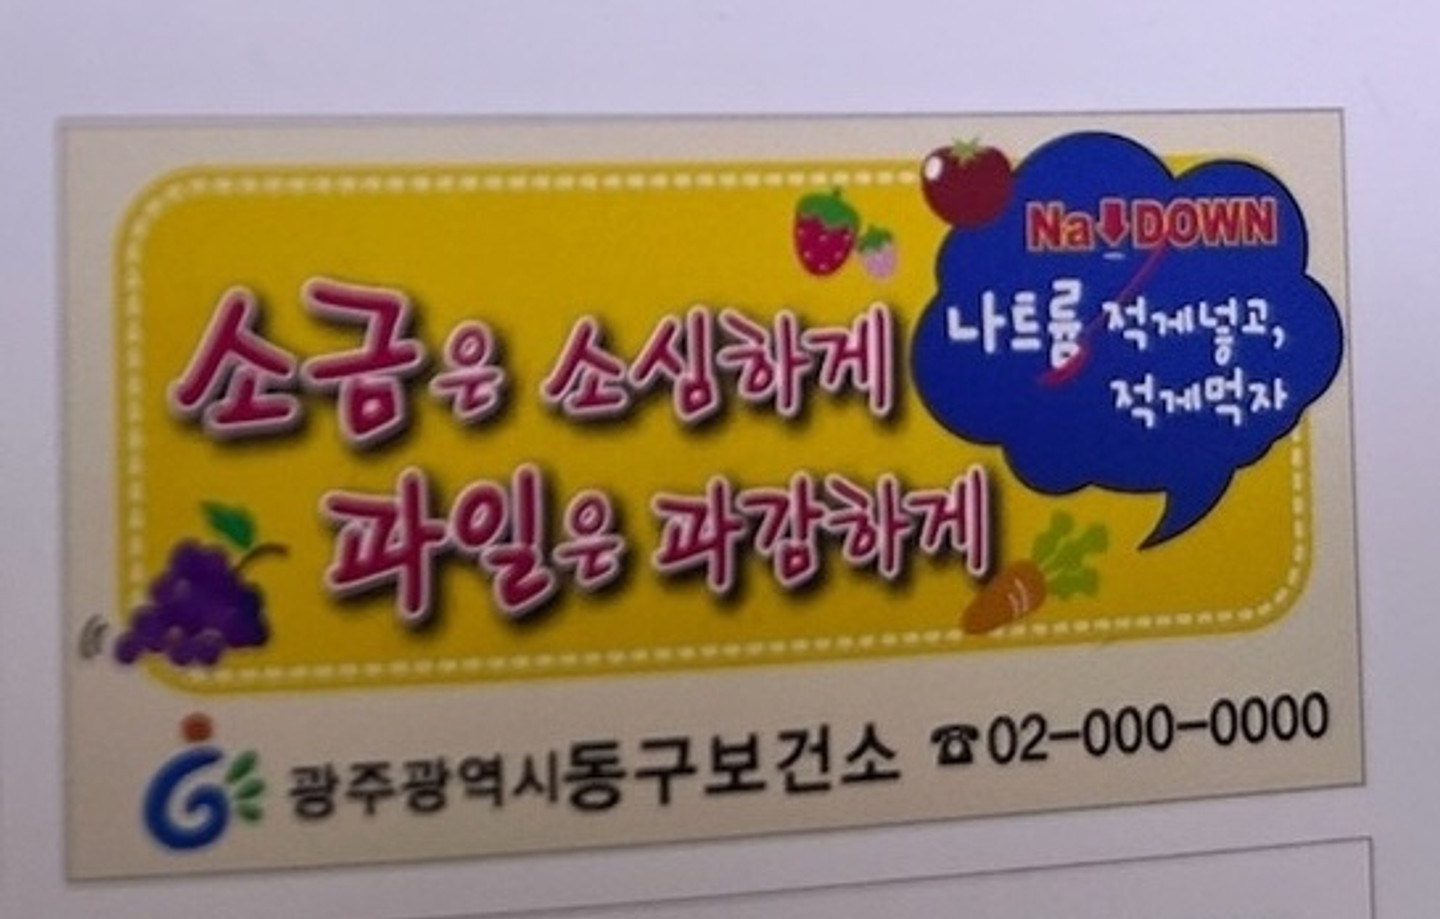 Na⬇DOWN
나트륨 적게넣고,
적게먹자
소금은 소심하게
과일은 과감하게
광주광역시동구보건소 ☎02-000-0000